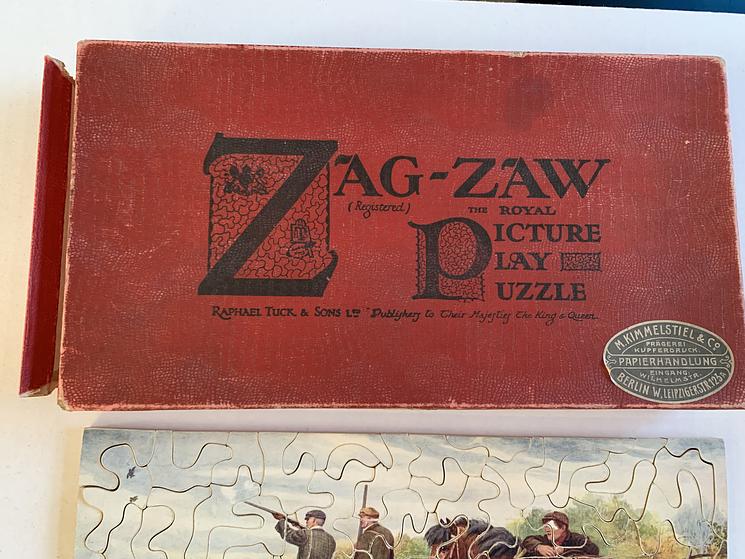 ZAG-ZAW
(Registered)
THE ROYAL
PICTURE
PLAY
PUZZLE
RAPHAEL TUCK & SONS LTD Publishers to Their Majesties The King & Queen.
M. KIMMELSTIEL & Co
PRÄGEREI
KUPFERDRUCK.
PAPIERHANDLUNG
EINGANG
WILHELMSTR.
BERLIN W. LEIPZIGERSTR. 123A